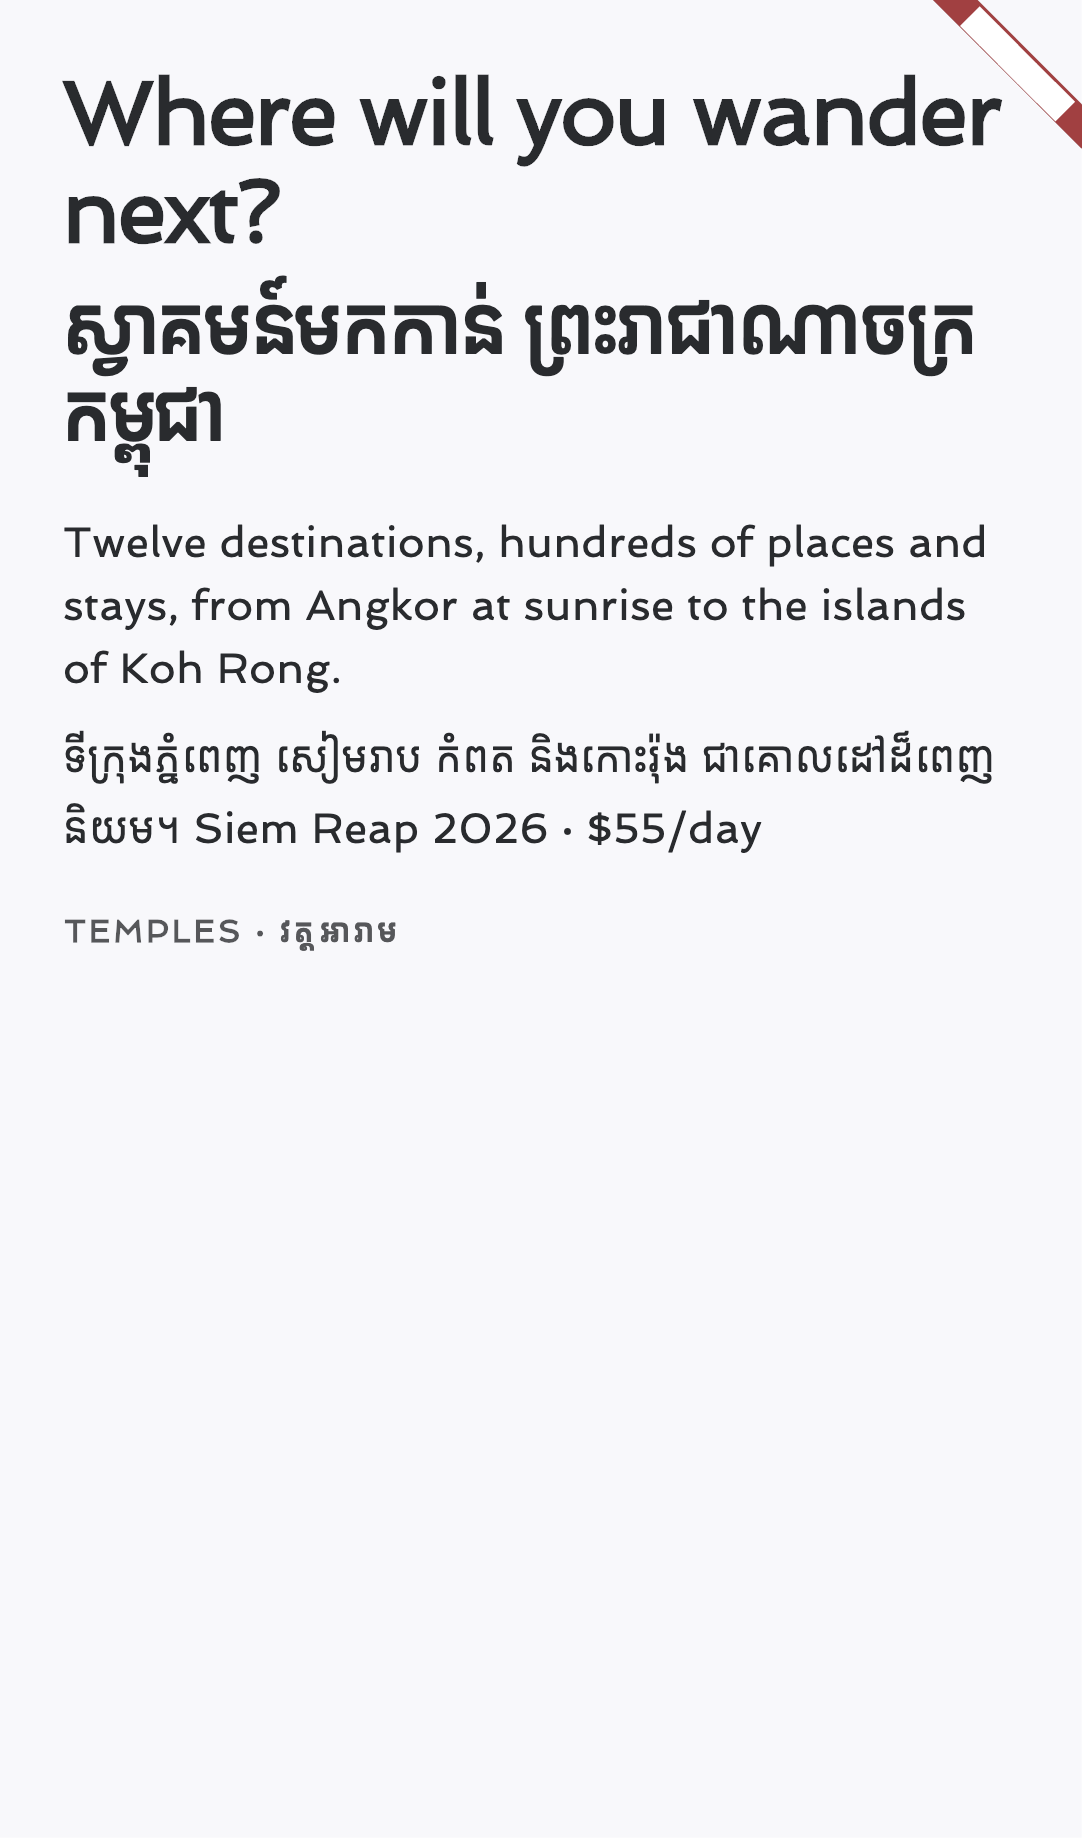 Where will you wander
next?
ស្វាគមន៍មកកាន់ ព្រះរាជាណាចក្រ
កម្ពុជា
Twelve destinations, hundreds of places and
stays, from Angkor at sunrise to the islands
of Koh Rong.
ទីក្រុងភ្នំពេញ សៀមរាប កំពត និងកោះរ៉ុង ជាគោលដៅដ៏ពេញ
និយម។ Siem Reap 2026 · $55/day
TEMPLES · វត្តអារាម